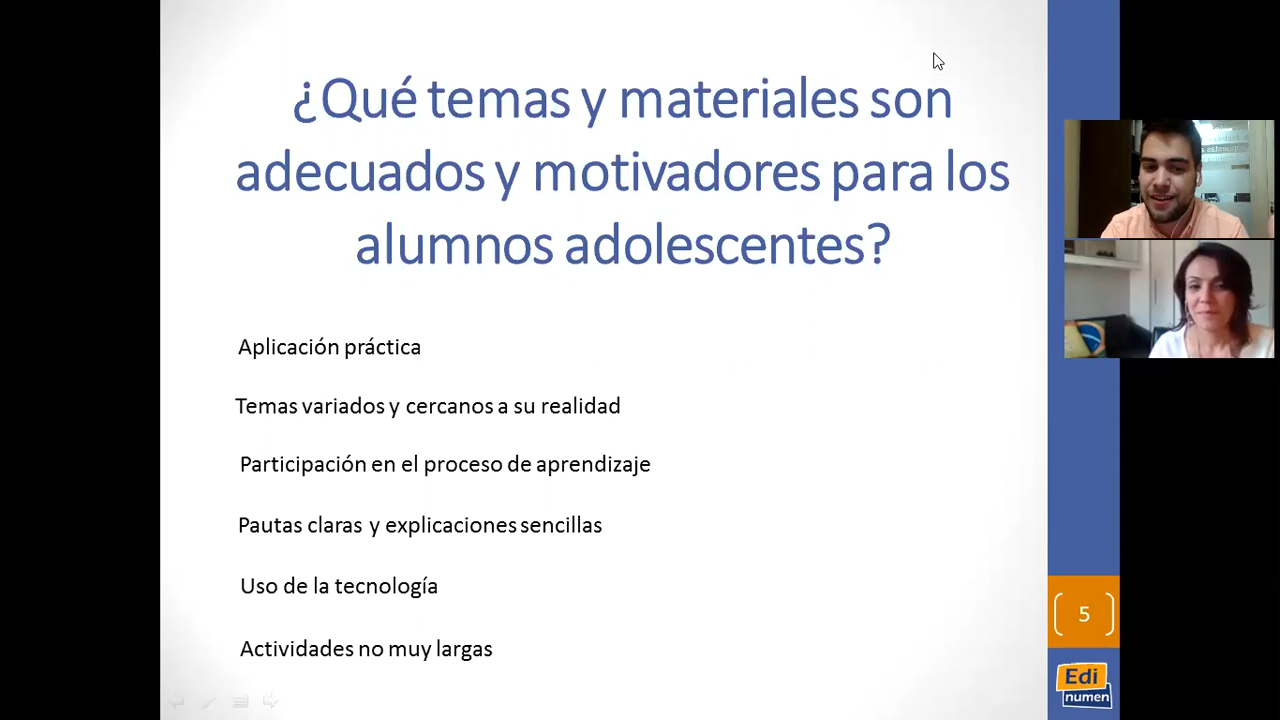 ¿Qué temas y materiales son
adecuados y motivadores para los
alumnos adolescentes?
Aplicación práctica
Temas variados y cercanos a su realidad
Participación en el proceso de aprendizaje
Pautas claras y explicaciones sencillas
Uso de la tecnología
Actividades no muy largas
5
Edi
numen